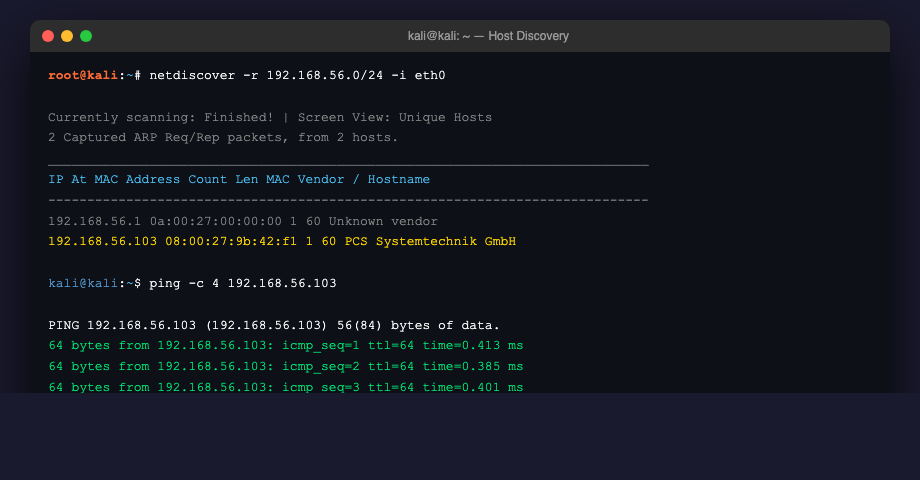 kali@kali: ~ — Host Discovery
root@kali:~# netdiscover -r 192.168.56.0/24 -i eth0
Currently scanning: Finished! | Screen View: Unique Hosts
2 Captured ARP Req/Rep packets, from 2 hosts.
_____________________________________________________________________________
IP At MAC Address Count Len MAC Vendor / Hostname
-----------------------------------------------------------------------------
192.168.56.1 0a:00:27:00:00:00 1 60 Unknown vendor
192.168.56.103 08:00:27:9b:42:f1 1 60 PCS Systemtechnik GmbH
kali@kali:~$ ping -c 4 192.168.56.103
PING 192.168.56.103 (192.168.56.103) 56(84) bytes of data.
64 bytes from 192.168.56.103: icmp_seq=1 ttl=64 time=0.413 ms
64 bytes from 192.168.56.103: icmp_seq=2 ttl=64 time=0.385 ms
64 bytes from 192.168.56.103: icmp_seq=3 ttl=64 time=0.401 ms